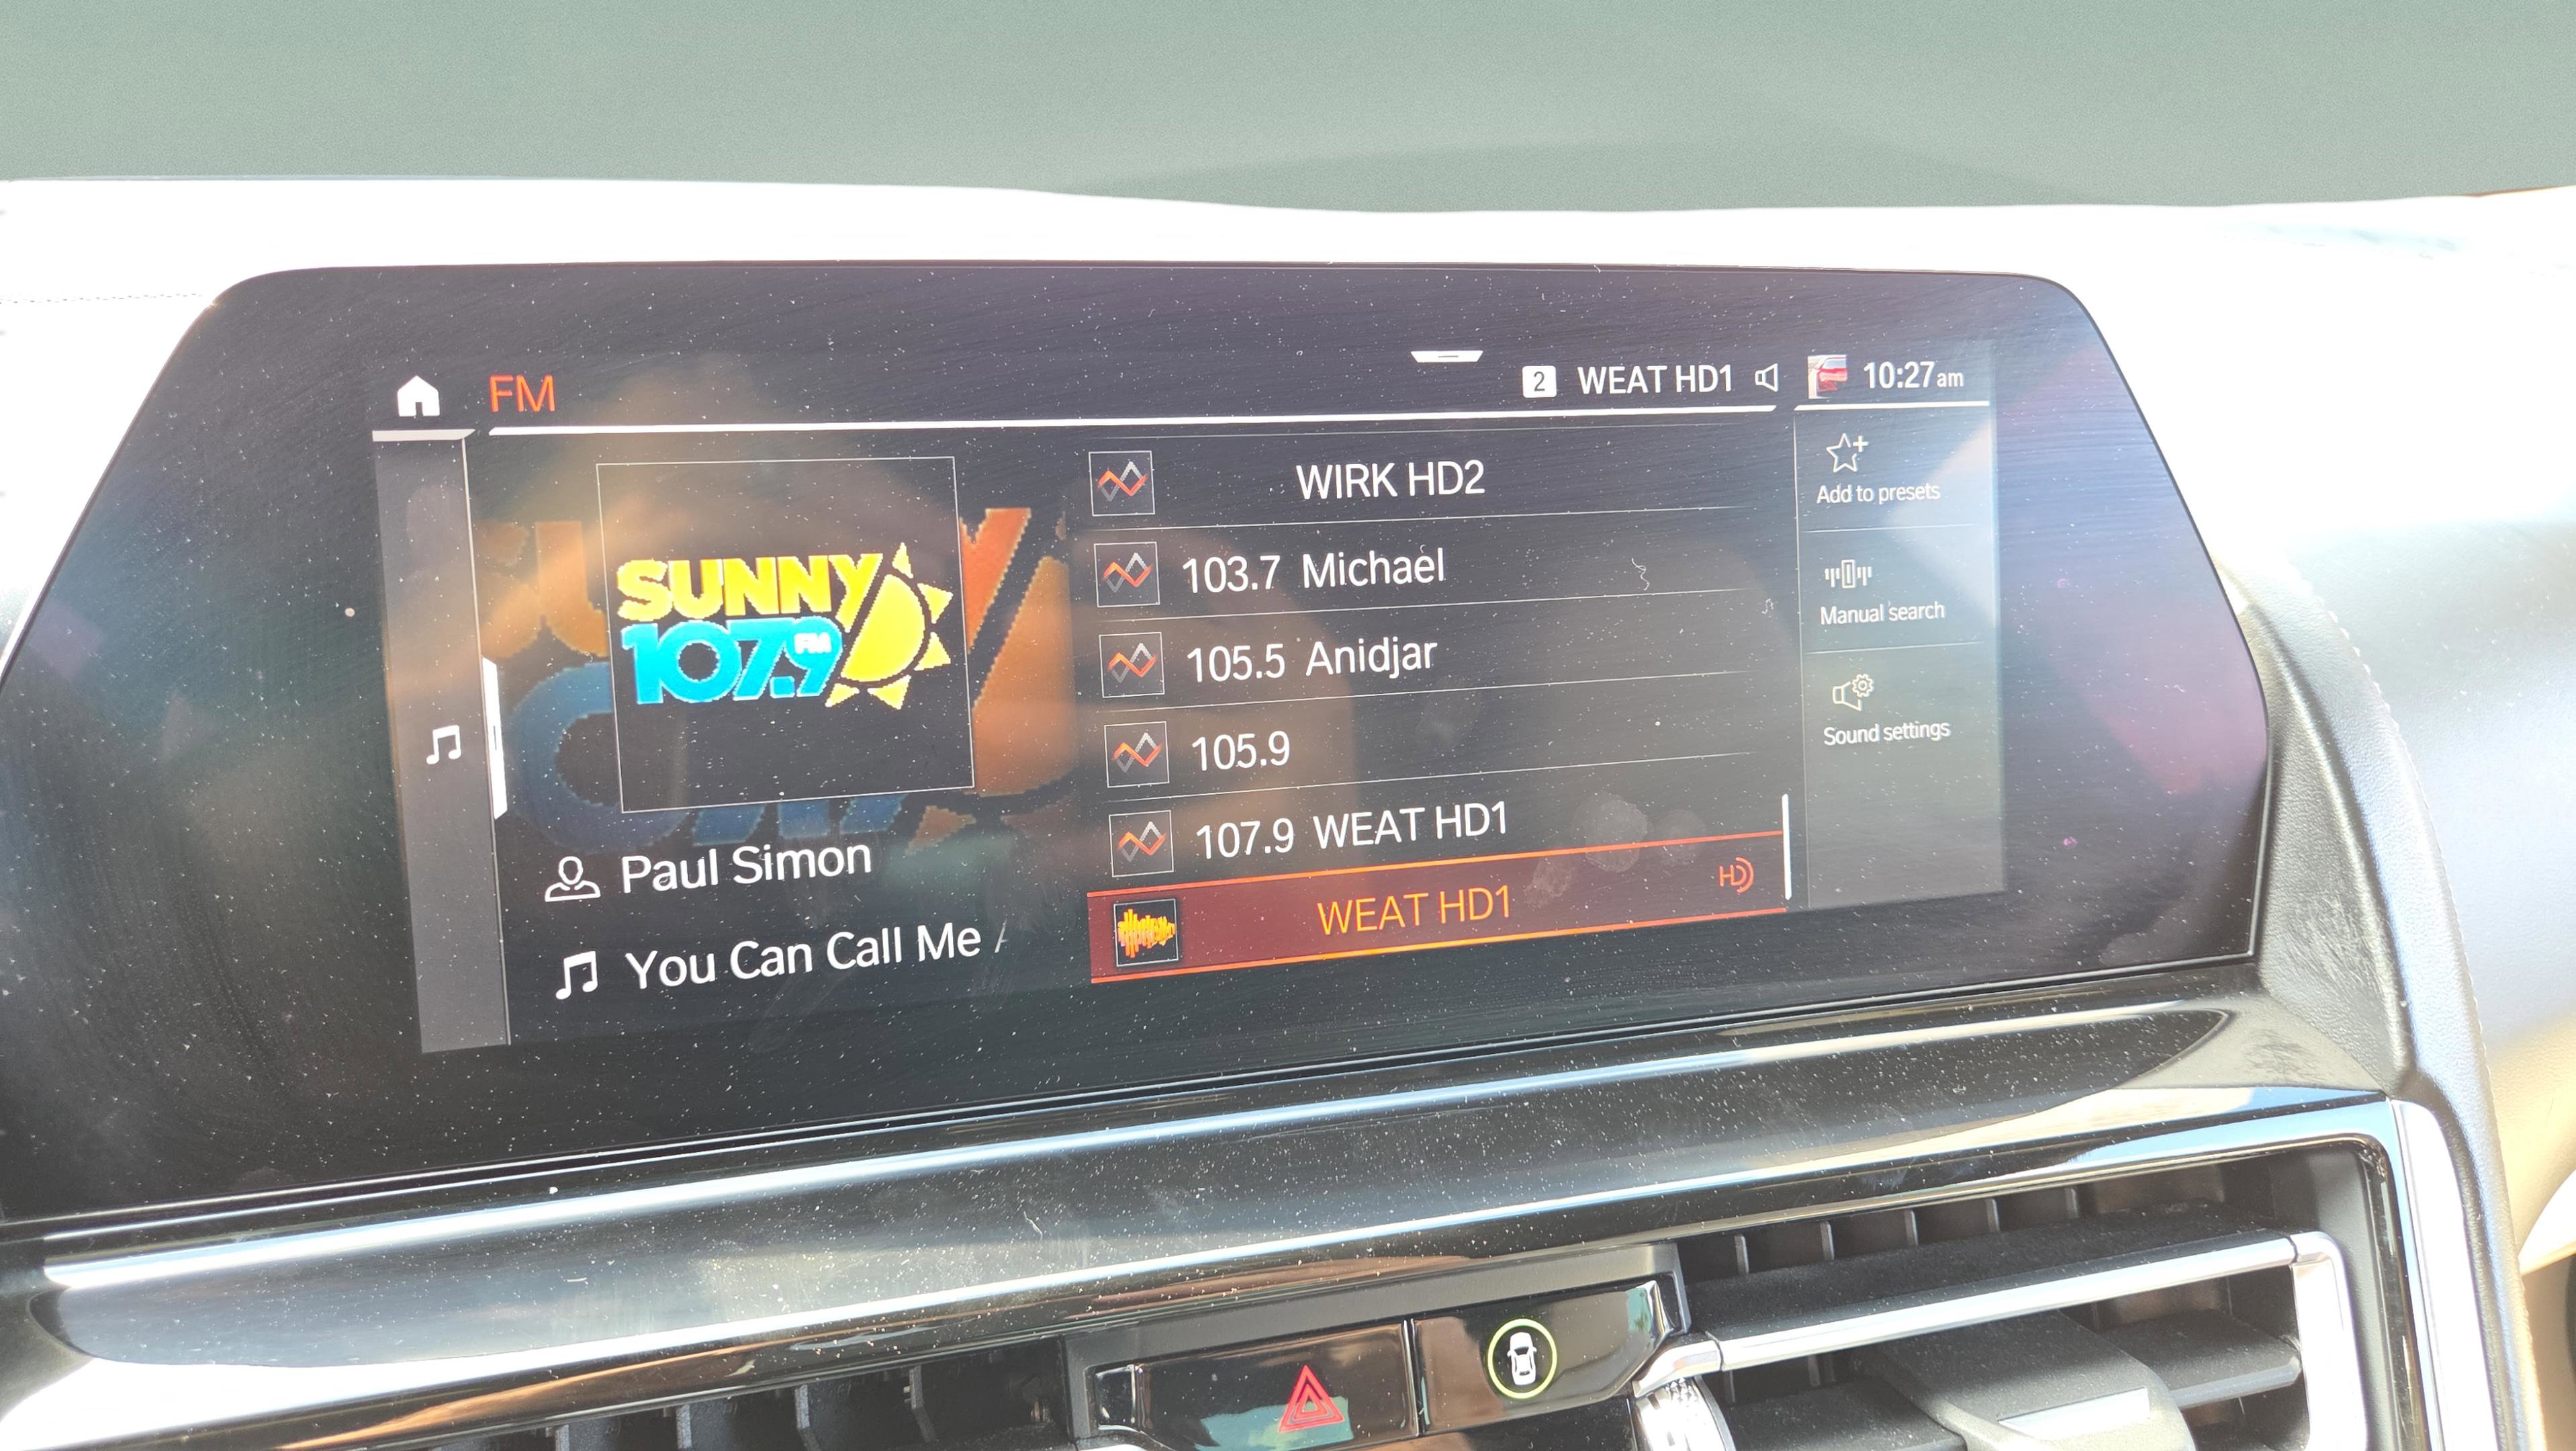 FM
2 WEAT HD1 10:27am
SUNNY
107.9 FM
Paul Simon
You Can Call Me
WIRK HD2
103.7 Michael
105.5 Anidjar
105.9
107.9 WEAT HD1
WEAT HD1 HD
Add to presets
Manual search
Sound settings